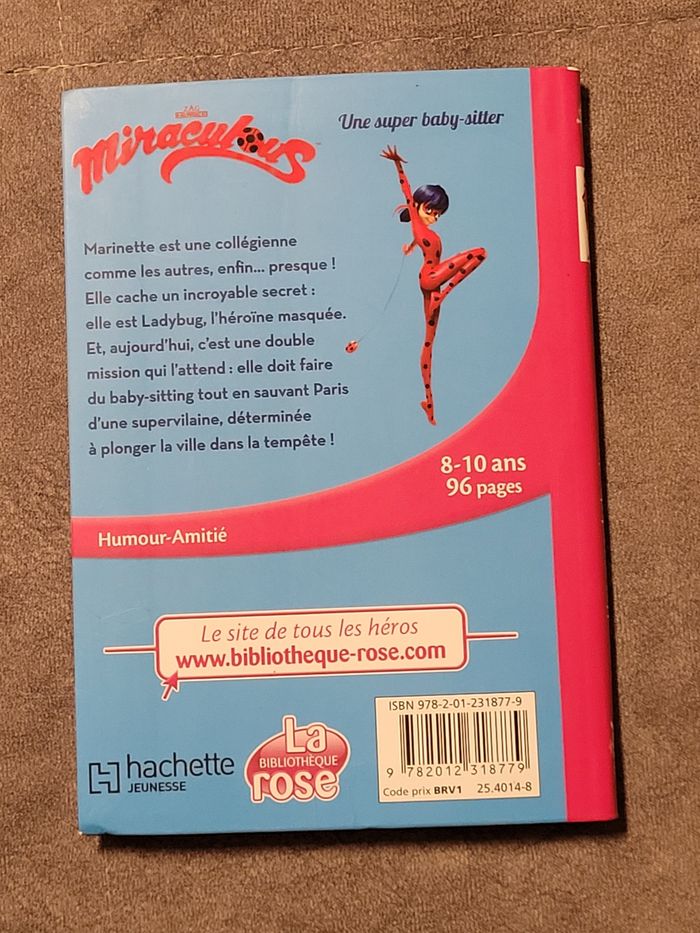 ZAG
Miraculous™
Une super baby-sitter
Marinette est une collégienne
comme les autres, enfin... presque !
Elle cache un incroyable secret :
elle est Ladybug, l'héroïne masquée.
Et, aujourd'hui, c'est une double
mission qui l'attend : elle doit faire
du baby-sitting tout en sauvant Paris
d'une supervilaine, déterminée
à plonger la ville dans la tempête !
8-10 ans
96 pages
Humour-Amitié
Le site de tous les héros
www.bibliotheque-rose.com
ISBN 978-2-01-231877-9
9 782012 318779
Code prix BRV1 25.4014-8
hachette
JEUNESSE
La
BIBLIOTHÈQUE
rose